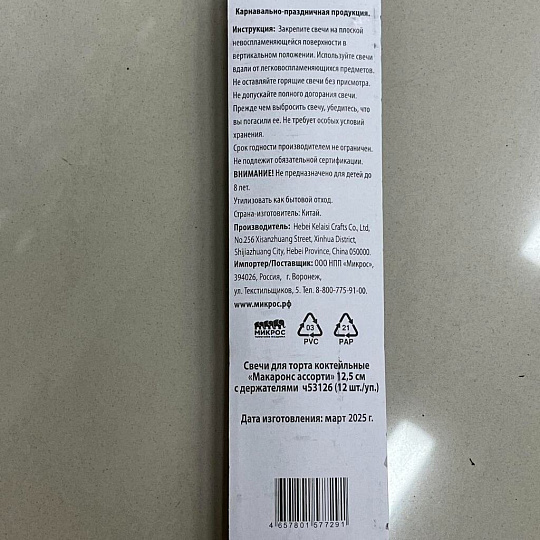 Карнавально-праздничная продукция.
Инструкция: Закрепите свечи на плоской
невоспламеняющейся поверхности в
вертикальном положении. Используйте свечи
вдали от легковоспламеняющихся предметов.
Не оставляйте горящие свечи без присмотра.
Не допускайте полного догорания свечи.
Прежде чем выбросить свечу, убедитесь, что
вы погасили ее. Не требует особых условий
хранения.
Срок годности производителем не ограничен.
Не подлежит обязательной сертификации.
ВНИМАНИЕ! Не предназначено для детей до
8 лет.
Утилизовать как бытовой отход.
Страна-изготовитель: Китай.
Производитель: Hebei Kelaisi Crafts Co., Ltd,
No.256 Xisanzhuang Street, Xinhua District,
Shijiazhuang City, Hebei Province, China 050000.
Импортер/Поставщик: ООО НПП «Микрос»,
394026, Россия, г. Воронеж,
ул. Текстильщиков, 5. Тел. 8-800-775-91-00.
www.микрос.рф
03 21
МИКРОС PVC PAP
Свечи для торта коктейльные
«Макаронс ассорти» 12,5 см
с держателями ч53126 (12 шт./уп.)
Дата изготовления: март 2025 г.
4 657801 577291